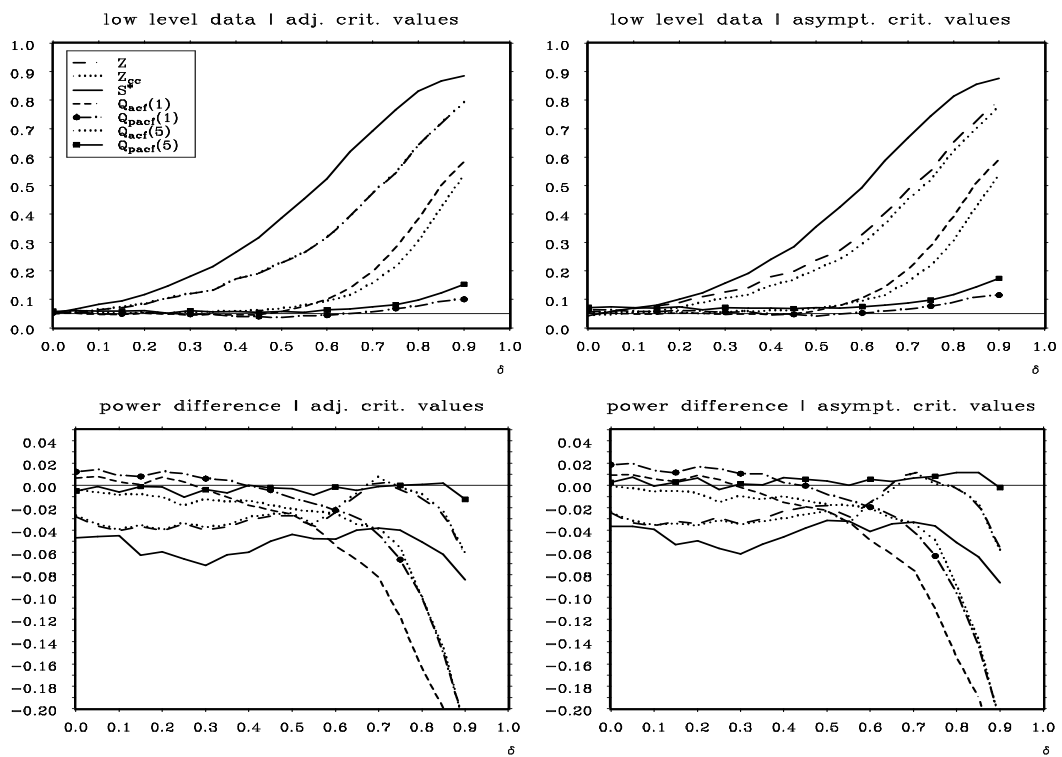 low level data | adj. crit. values
1.0
0.9
0.8
0.7
0.6
0.5
0.4
0.3
0.2
0.1
0.0
Z
Zcc
S*
Qacf(1)
Qpacf(1)
Qacf(5)
Qpacf(5)
0.0 0.1 0.2 0.3 0.4 0.5 0.6 0.7 0.8 0.9 1.0
δ
low level data | asympt. crit. values
1.0
0.9
0.8
0.7
0.6
0.5
0.4
0.3
0.2
0.1
0.0
0.0 0.1 0.2 0.3 0.4 0.5 0.6 0.7 0.8 0.9 1.0
δ
power difference | adj. crit. values
0.04
0.02
0.00
−0.02
−0.04
−0.06
−0.08
−0.10
−0.12
−0.14
−0.16
−0.18
−0.20
0.0 0.1 0.2 0.3 0.4 0.5 0.6 0.7 0.8 0.9 1.0
δ
power difference | asympt. crit. values
0.04
0.02
0.00
−0.02
−0.04
−0.06
−0.08
−0.10
−0.12
−0.14
−0.16
−0.18
−0.20
0.0 0.1 0.2 0.3 0.4 0.5 0.6 0.7 0.8 0.9 1.0
δ